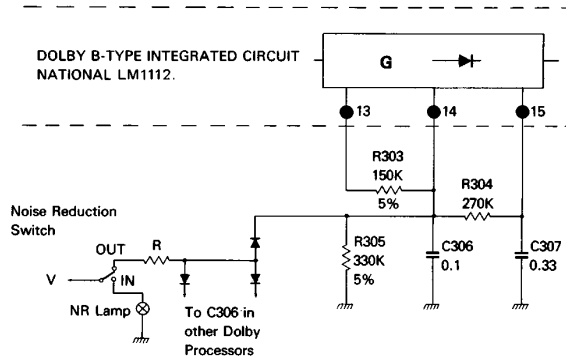 DOLBY B-TYPE INTEGRATED CIRCUIT
NATIONAL LM1112.
G
13
14
15
R303
150K
5%
R304
270K
Noise Reduction
Switch
OUT
R
V
IN
NR Lamp
To C306 in
other Dolby
Processors
R305
330K
5%
C306
0.1
C307
0.33